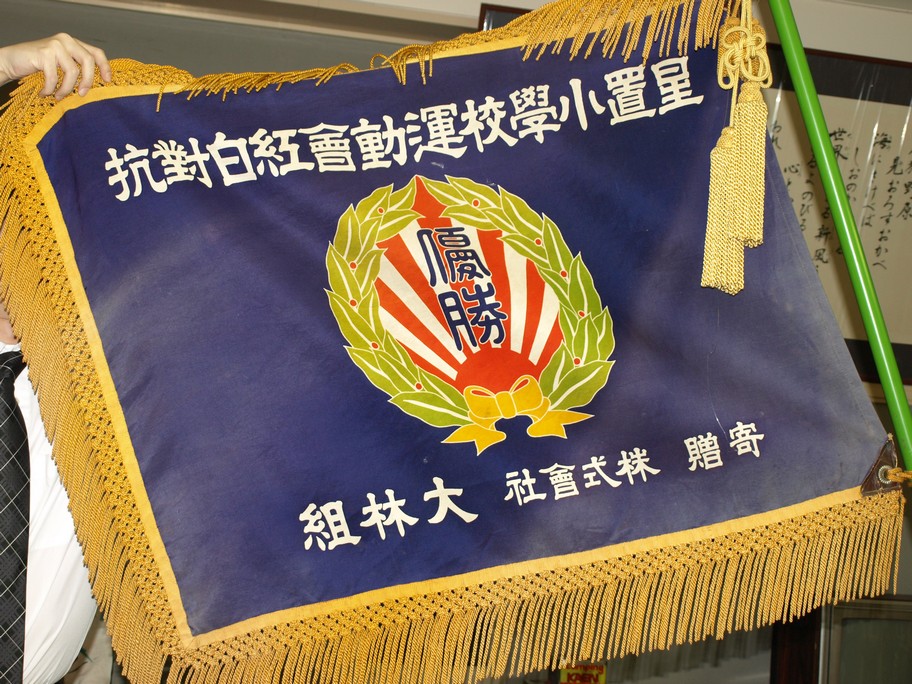 星置小學校運動會紅白對抗
優勝
寄贈 株式會社 大林組